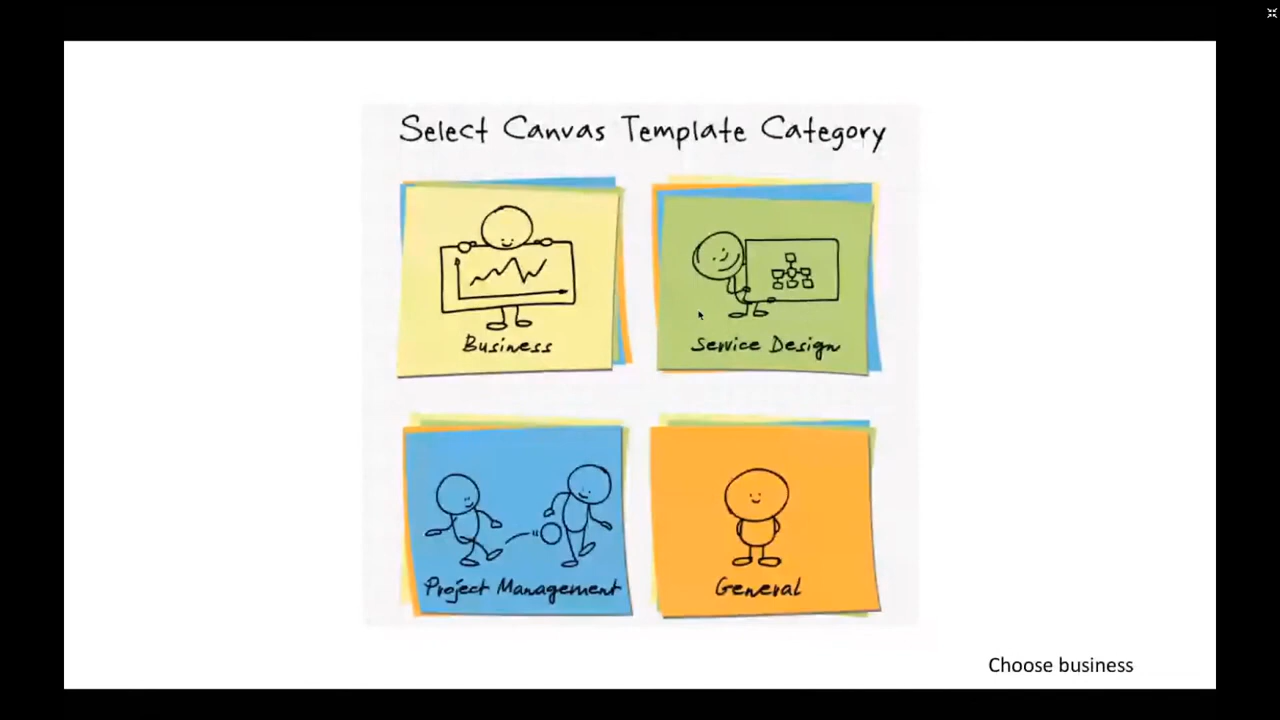 Select Canvas Template Category
Business
Service Design
Project Management
General
Choose business